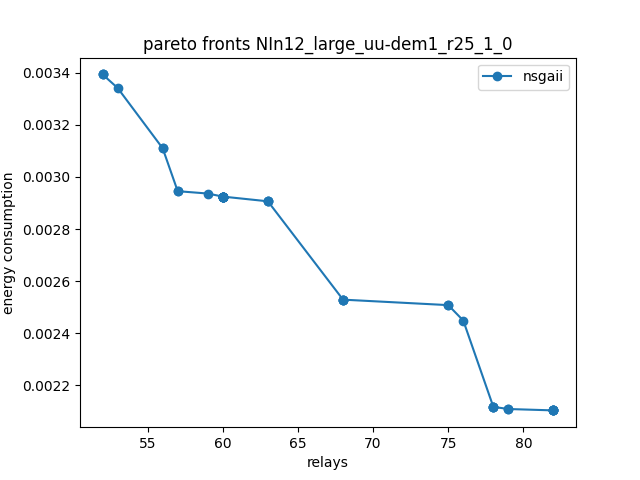 pareto fronts NIn12_large_uu-dem1_r25_1_0
nsgaii
0.0034
0.0032
0.0030
0.0028
0.0026
0.0024
0.0022
energy consumption
55 60 65 70 75 80
relays